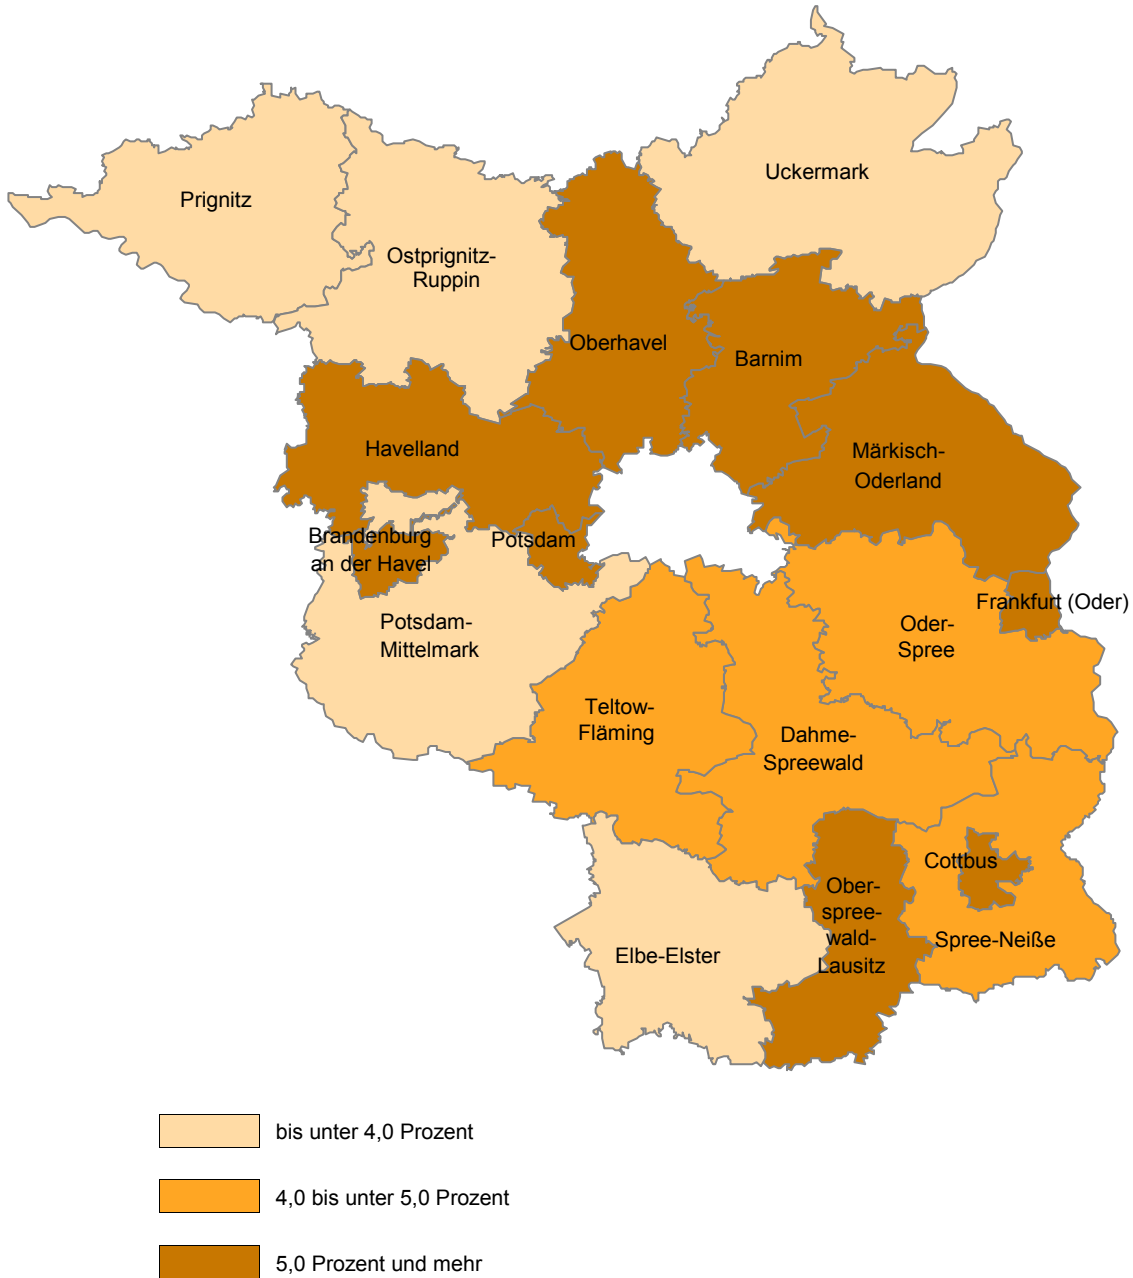 Uckermark
Prignitz
Ostprignitz-
Ruppin
Oberhavel
Barnim
Havelland
Märkisch-
Oderland
Brandenburg
an der Havel
Potsdam
Frankfurt (Oder)
Potsdam-
Mittelmark
Oder-
Spree
Teltow-
Fläming
Dahme-
Spreewald
Cottbus
Ober-
spree-
wald-
Lausitz
Spree-Neiße
Elbe-Elster
bis unter 4,0 Prozent
4,0 bis unter 5,0 Prozent
5,0 Prozent und mehr